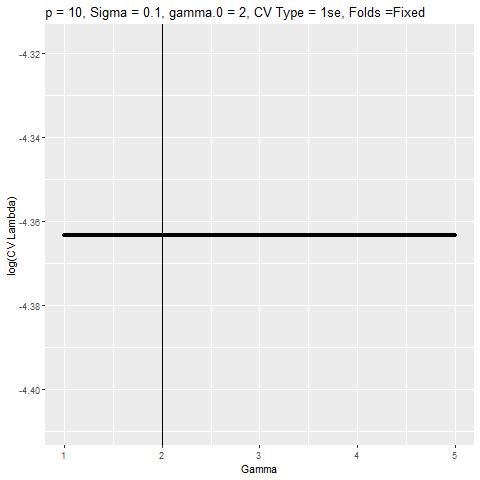 p = 10, Sigma = 0.1, gamma.0 = 2, CV Type = 1se, Folds =Fixed
-4.32
-4.34
-4.36
-4.38
-4.40
log(CV Lambda)
1 2 3 4 5
Gamma